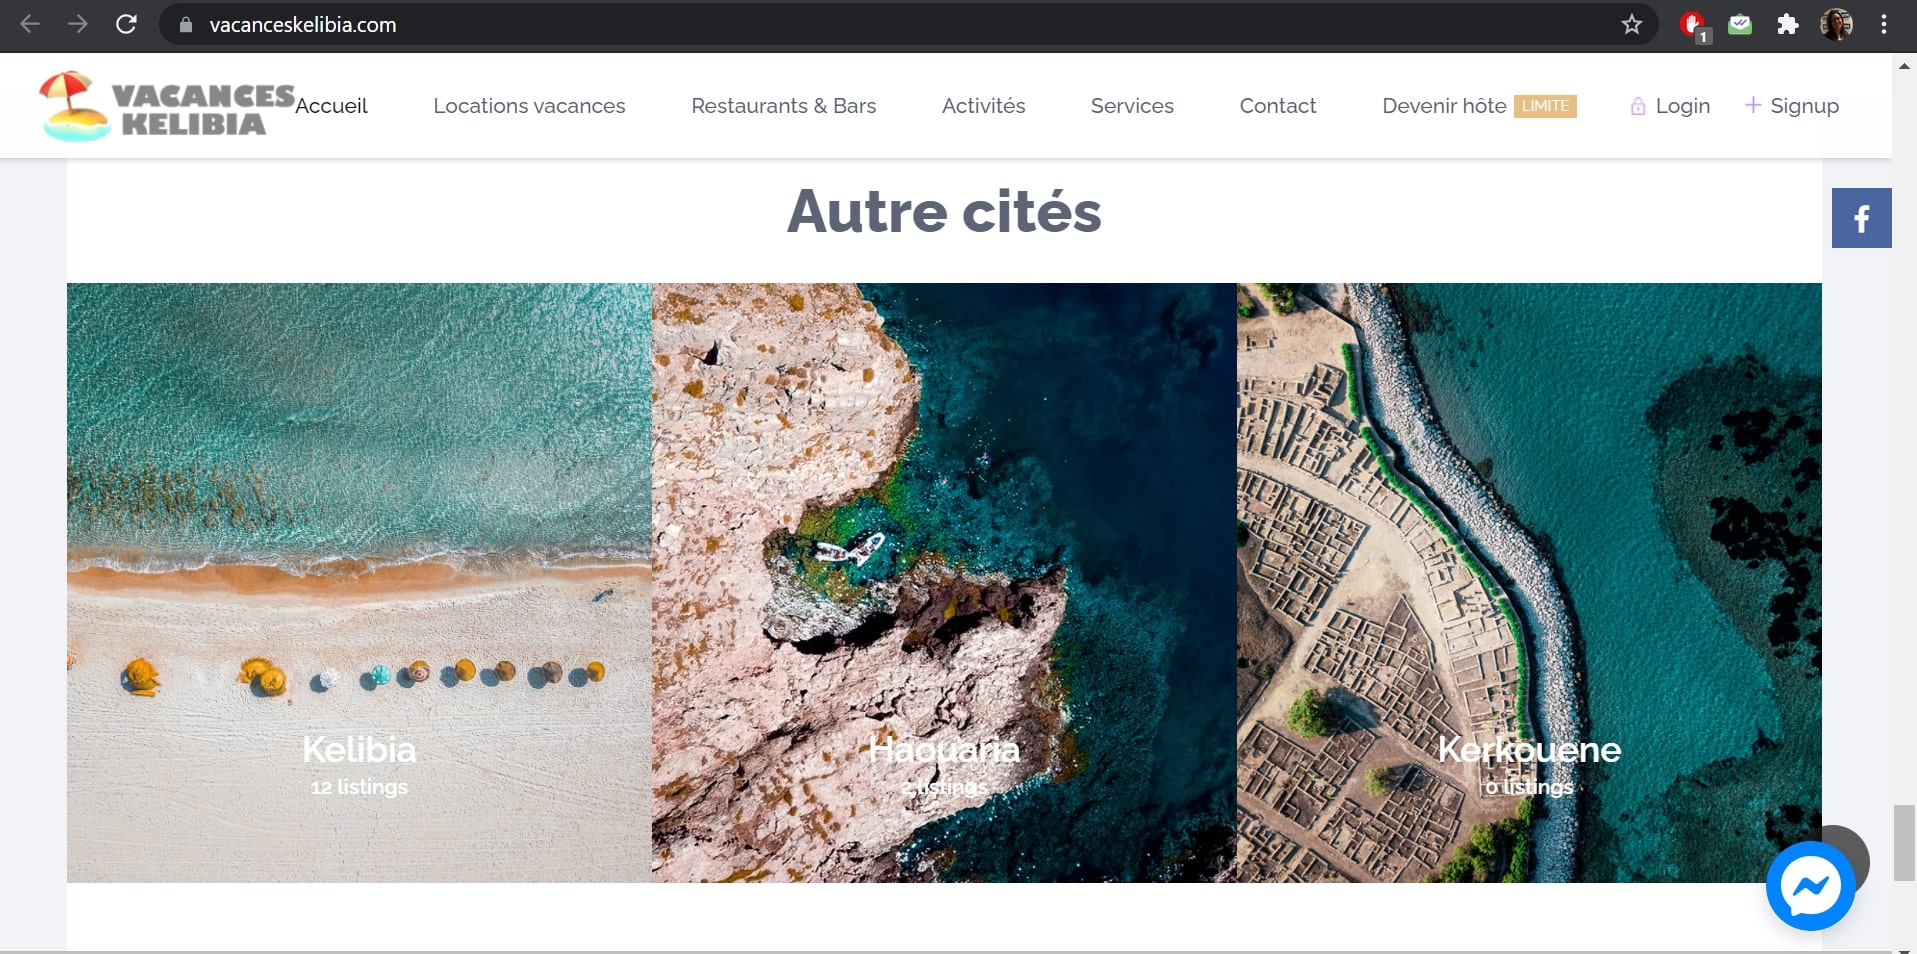 vacanceskelibia.com
1
VACANCES
KELIBIA
Accueil
Locations vacances
Restaurants & Bars
Activités
Services
Contact
Devenir hôte
LIMITE
Login
Signup
Autre cités
f
Kelibia
12 listings
Haouaria
2 listings
Kerkouene
0 listings